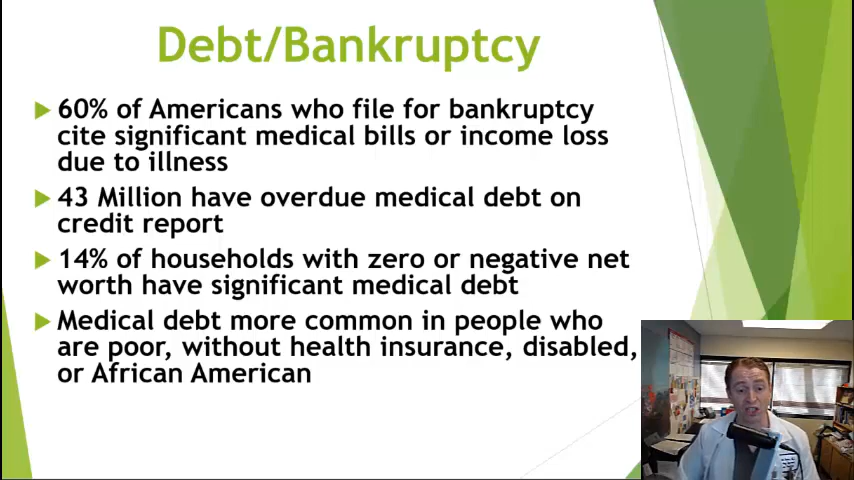 Debt/Bankruptcy
60% of Americans who file for bankruptcy
cite significant medical bills or income loss
due to illness
43 Million have overdue medical debt on
credit report
14% of households with zero or negative net
worth have significant medical debt
Medical debt more common in people who
are poor, without health insurance, disabled,
or African American